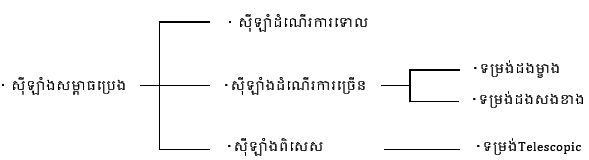 · ស៊ីឡាំដំណើរការទោល
· ស៊ីឡាំងសម្ពាធប្រេង
· ស៊ីឡាំងដំណើរការច្រើន
· ទម្រង់ដងម្ខាង
· ទម្រង់ដងសងខាង
· ស៊ីឡាំងពិសេស
· ទម្រង់Telescopic